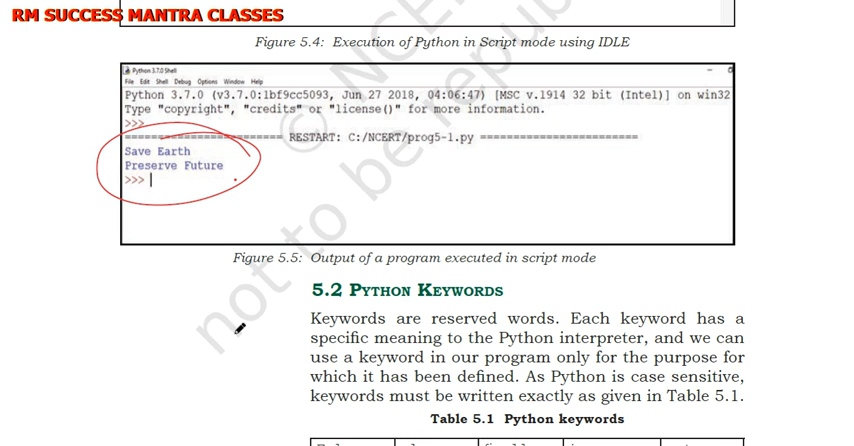 RM SUCCESS MANTRA CLASSES
Figure 5.4: Execution of Python in Script mode using IDLE
Python 3.7.0 Shell
File Edit Shell Debug Options Window Help
Python 3.7.0 (v3.7.0:1bf9cc5093, Jun 27 2018, 04:06:47) [MSC v.1914 32 bit (Intel)] on win32
Type "copyright", "credits" or "license()" for more information.
>>>
======================== RESTART: C:/NCERT/prog5-1.py ========================
Save Earth
Preserve Future
>>>
Figure 5.5: Output of a program executed in script mode
© NCE
not to be repub
5.2 Python Keywords
Keywords are reserved words. Each keyword has a
specific meaning to the Python interpreter, and we can
use a keyword in our program only for the purpose for
which it has been defined. As Python is case sensitive,
keywords must be written exactly as given in Table 5.1.
Table 5.1 Python keywords